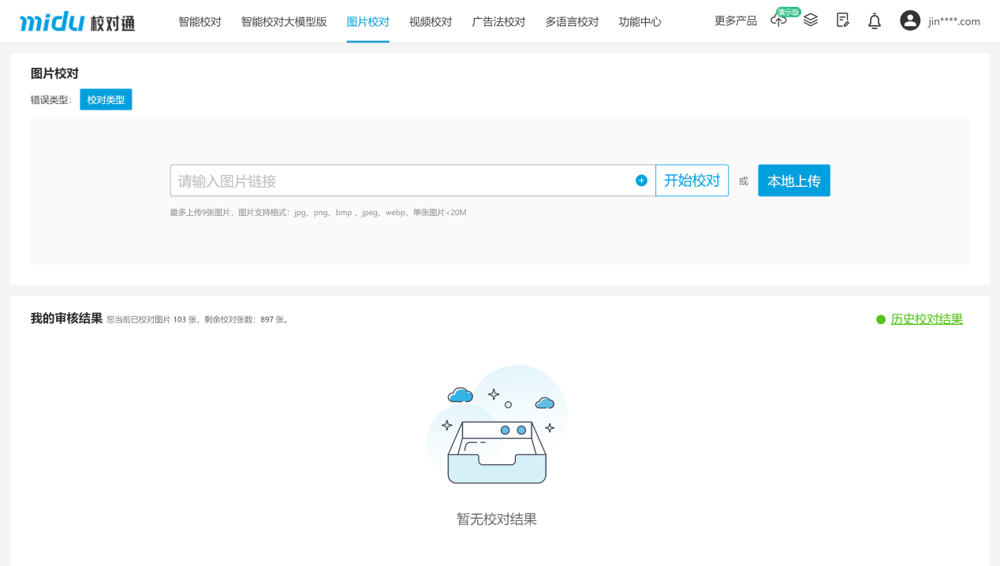 midu 校对通
智能校对 智能校对大模型版 图片校对 视频校对 广告法校对 多语言校对 功能中心 更多产品 演示版 jin****.com
图片校对
错误类型: 校对类型
请输入图片链接 开始校对 或 本地上传
最多上传9张图片，图片支持格式：jpg、png、bmp 、jpeg、webp，单张图片<20M
我的审核结果 您当前已校对图片 103 张，剩余校对张数：897 张。 历史校对结果
暂无校对结果